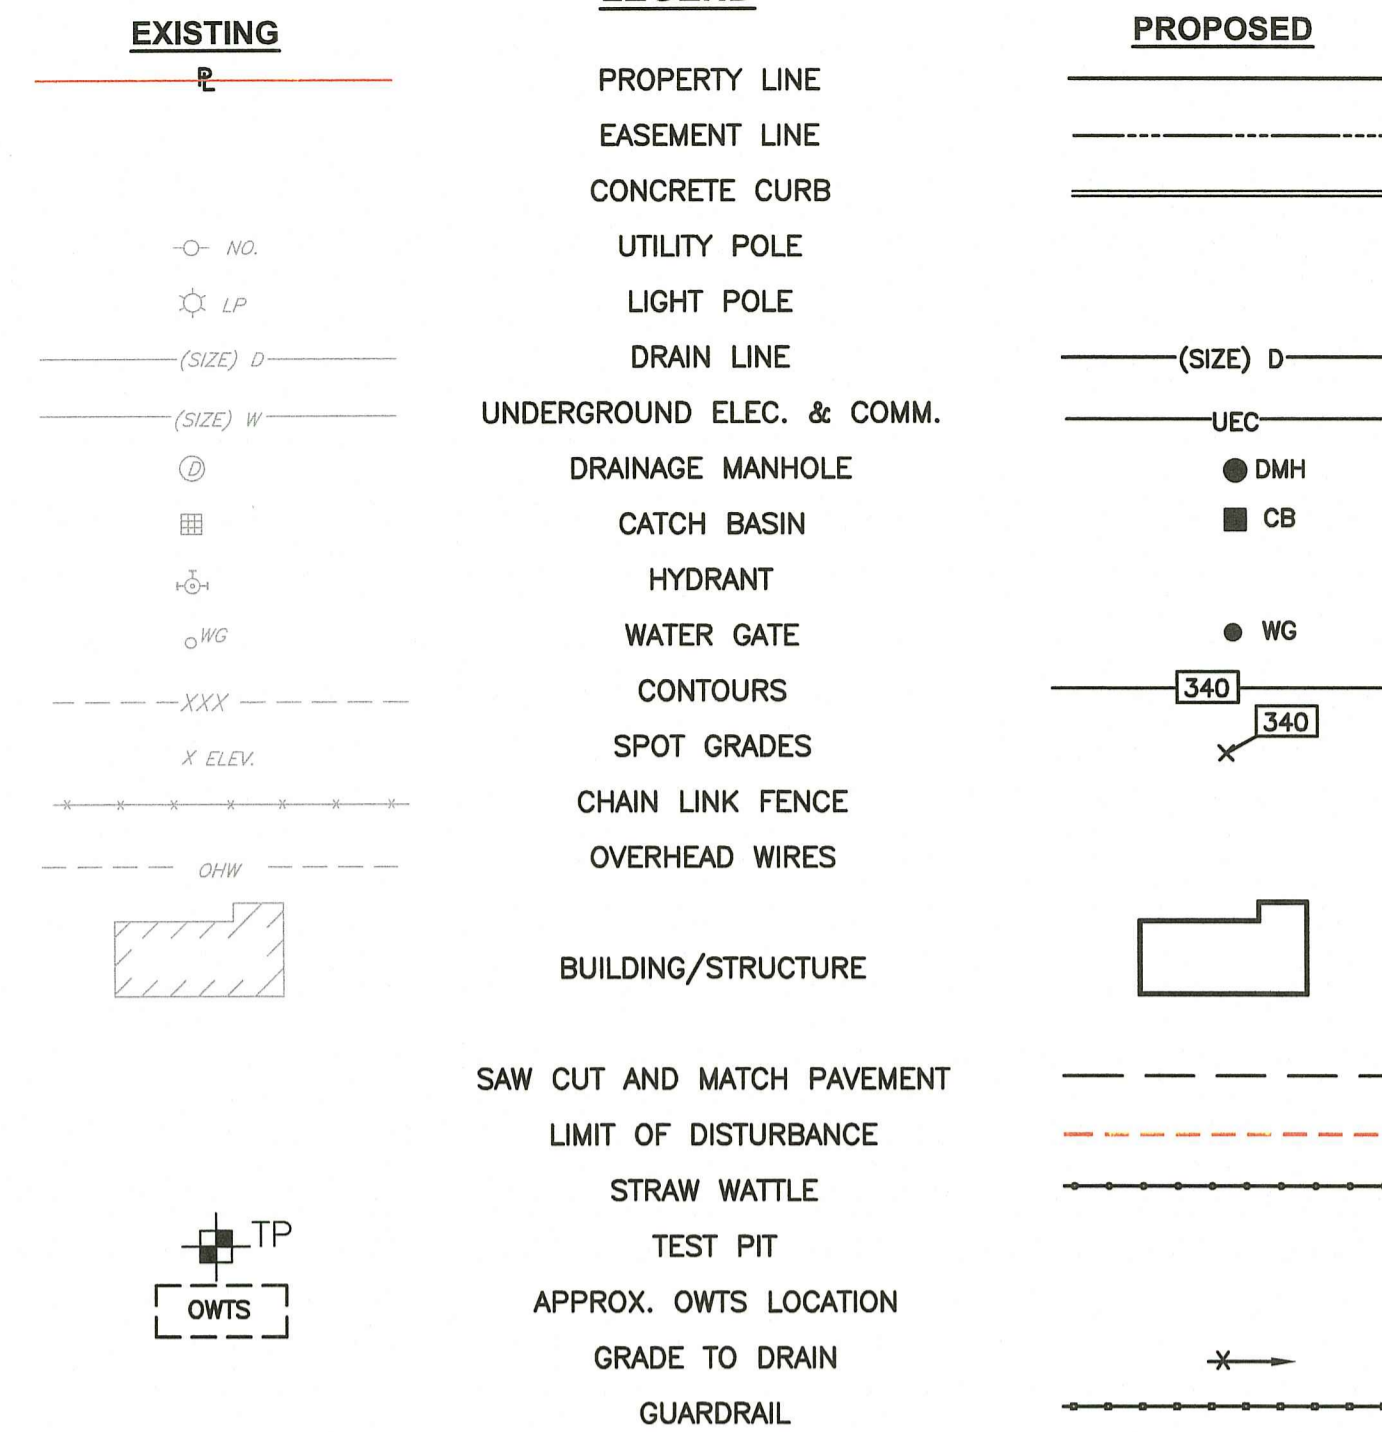 EXISTING PROPOSED
PL PROPERTY LINE
EASEMENT LINE
CONCRETE CURB
NO. UTILITY POLE
LP LIGHT POLE
(SIZE) D DRAIN LINE (SIZE) D
(SIZE) W UNDERGROUND ELEC. & COMM. UEC
D DRAINAGE MANHOLE DMH
CATCH BASIN CB
HYDRANT
WG WATER GATE WG
XXX CONTOURS 340
X ELEV. SPOT GRADES 340
CHAIN LINK FENCE
OHW OVERHEAD WIRES
BUILDING/STRUCTURE
SAW CUT AND MATCH PAVEMENT
LIMIT OF DISTURBANCE
STRAW WATTLE
TP TEST PIT
OWTS APPROX. OWTS LOCATION
GRADE TO DRAIN
GUARDRAIL